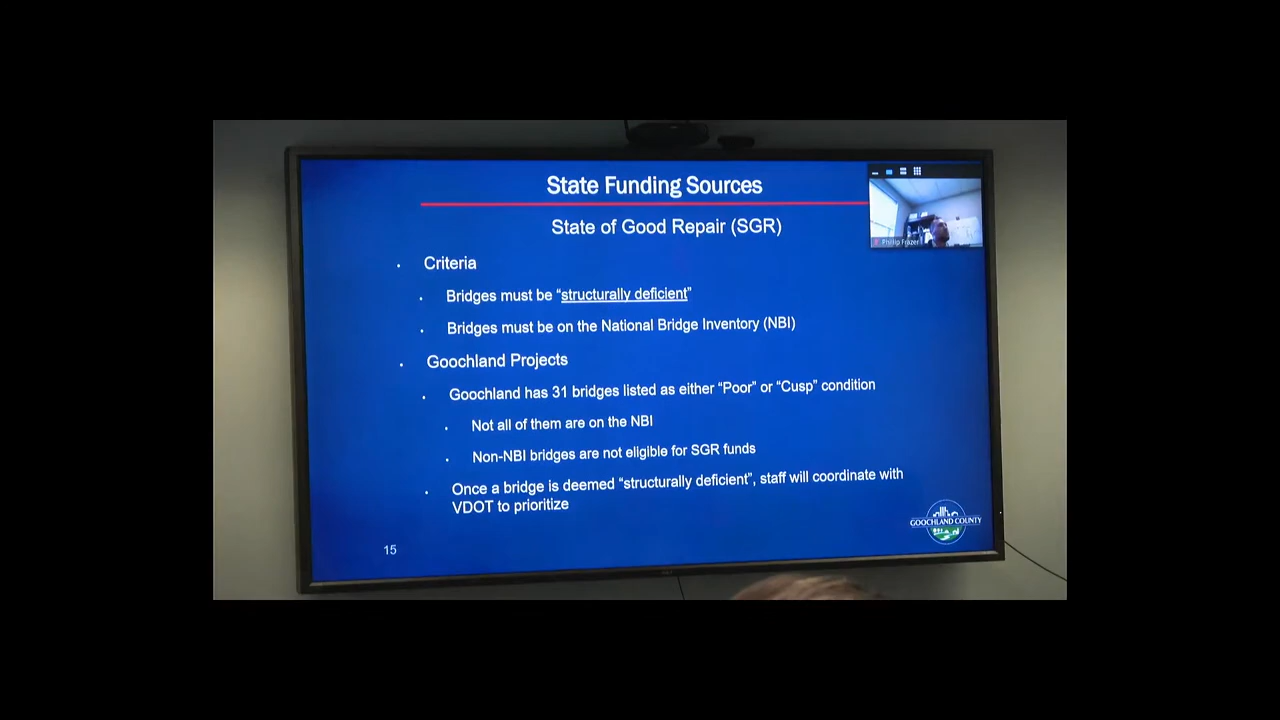 State Funding Sources
State of Good Repair (SGR)
Phillip Frazer
Criteria
Bridges must be “structurally deficient”
Bridges must be on the National Bridge Inventory (NBI)
Goochland Projects
Goochland has 31 bridges listed as either “Poor” or “Cusp” condition
Not all of them are on the NBI
Non-NBI bridges are not eligible for SGR funds
Once a bridge is deemed “structurally deficient”, staff will coordinate with
VDOT to prioritize
GOOCHLAND COUNTY
15